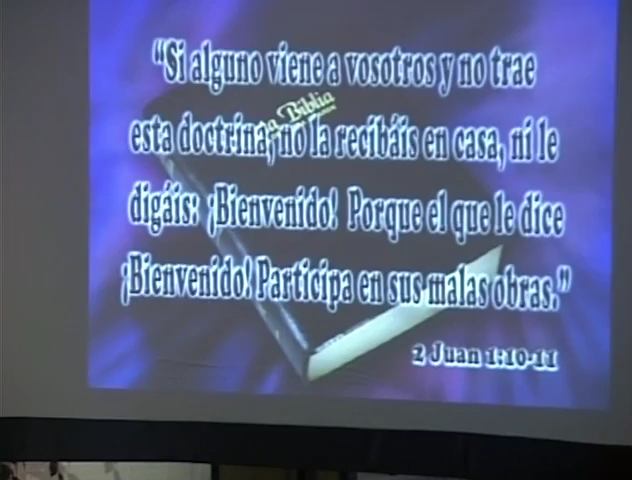 “Si alguno viene a vosotros y no trae
La Biblia
esta doctrina, no la recibáis en casa, ni le
digáis: ¡Bienvenido! Porque el que le dice
¡Bienvenido! Participa en sus malas obras.”
2 Juan 1:10-11